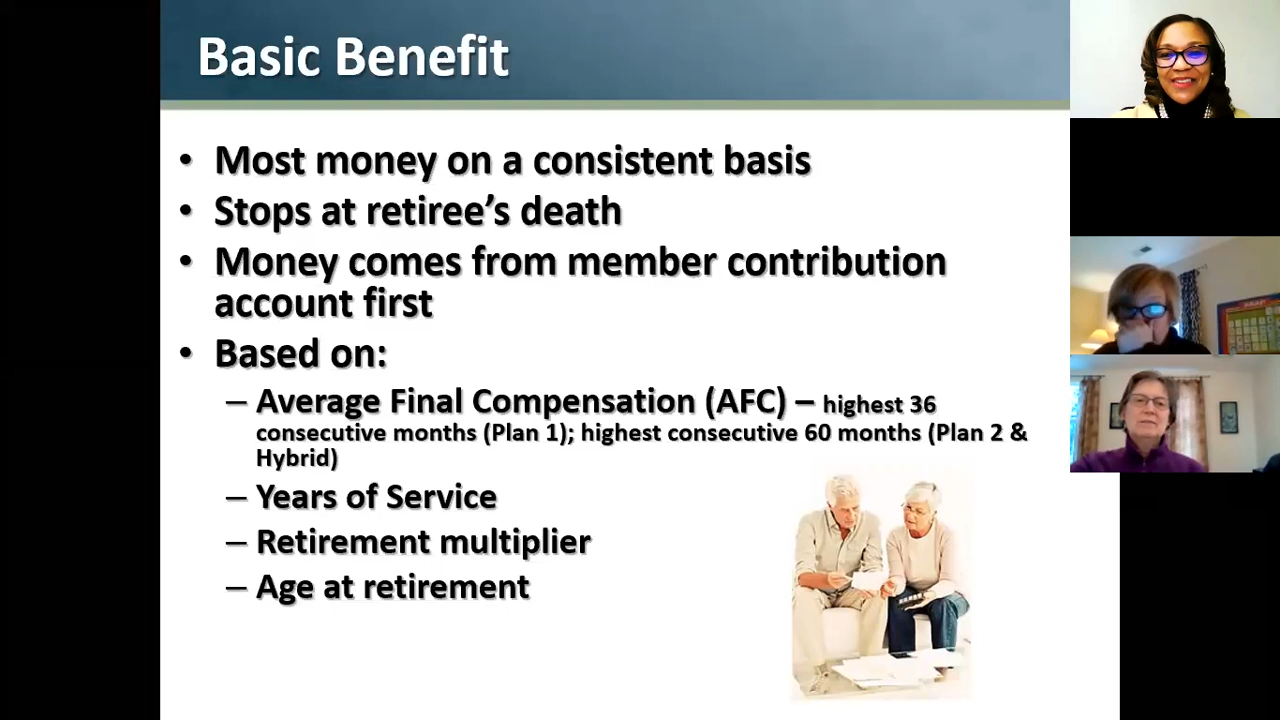 Basic Benefit
• Most money on a consistent basis
• Stops at retiree's death
• Money comes from member contribution
account first
• Based on:
– Average Final Compensation (AFC) – highest 36
consecutive months (Plan 1); highest consecutive 60 months (Plan 2 &
Hybrid)
– Years of Service
– Retirement multiplier
– Age at retirement